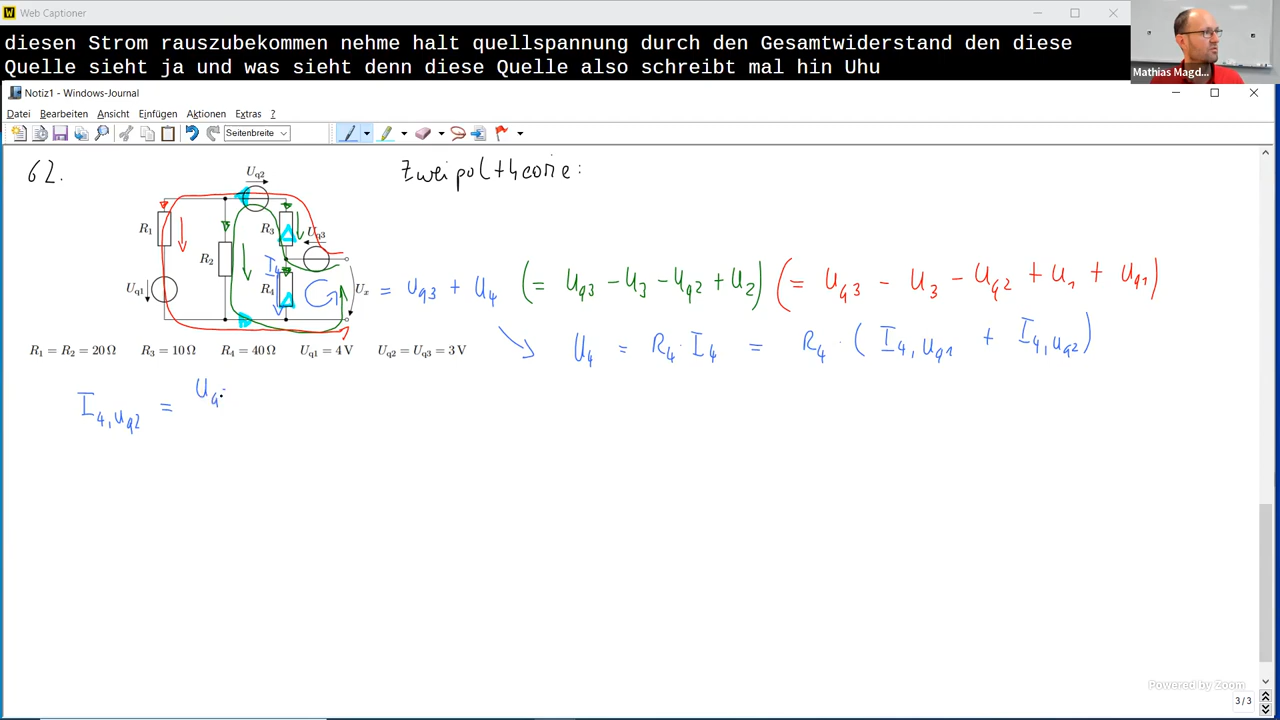 Web Captioner
diesen Strom rauszubekommen nehme halt quellspannung durch den Gesamtwiderstand den diese
Quelle sieht ja und was sieht denn diese Quelle also schreibt mal hin Uhu
Mathias Magd...
Notiz1 - Windows-Journal
Datei Bearbeiten Ansicht Einfügen Aktionen Extras ?
Seitenbreite
62.
Zweipoltheorie:
Uq2
R1
R2
R3
Uq3
I4
R4
Uq1
Ux = Uq3 + U4 (= Uq3 - U3 - Uq2 + U2) (= Uq3 - U3 - Uq2 + U1 + Uq1)
U4 = R4 · I4 = R4 · ( I4,Uq1 + I4,Uq2 )
R1 = R2 = 20 Ω R3 = 10 Ω R4 = 40 Ω Uq1 = 4 V Uq2 = Uq3 = 3 V
I4,Uq2 = Uq
Powered by Zoom
3 / 3